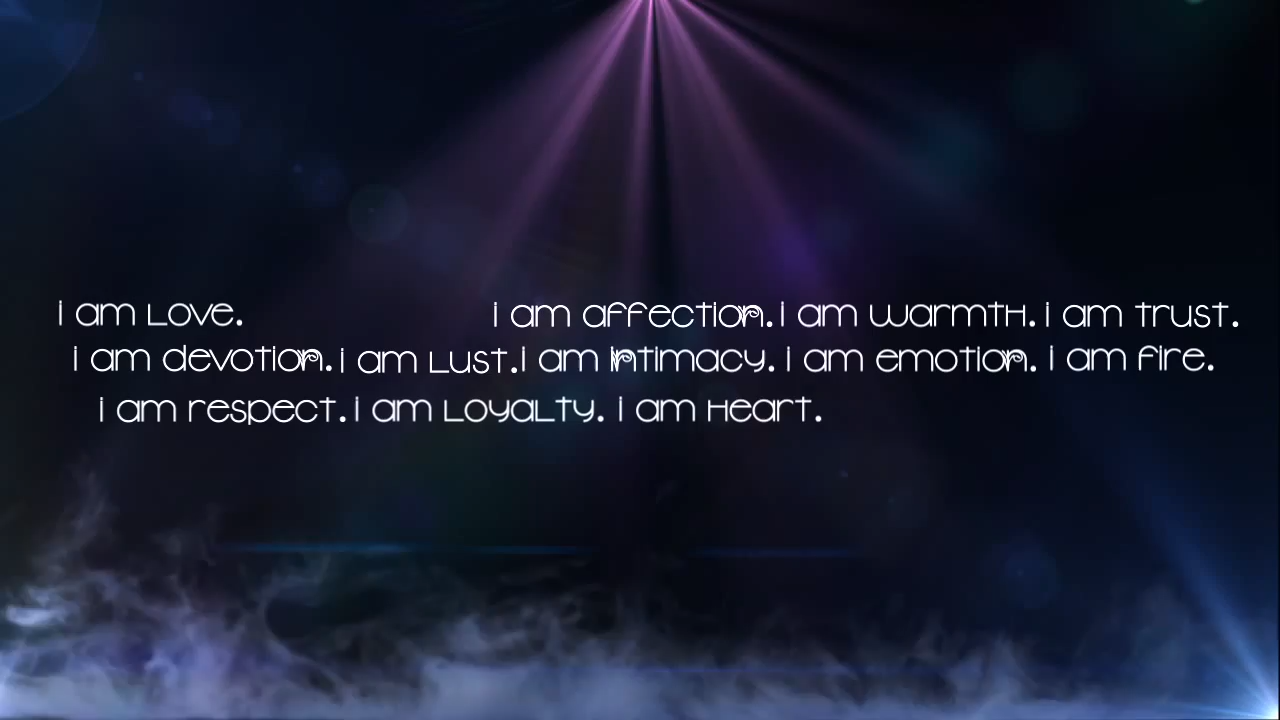 I am Love. I am affection. I am warmth. I am trust.
I am devotion. I am Lust. I am intimacy. I am emotion. I am fire.
I am respect. I am Loyalty. I am Heart.